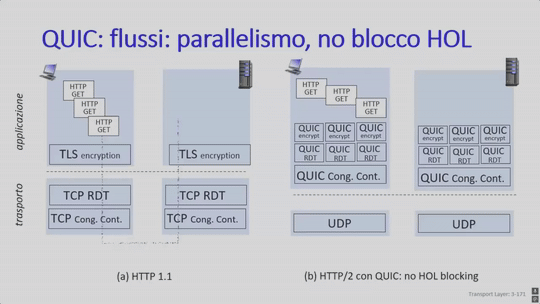 QUIC: flussi: parallelismo, no blocco HOL
applicazione
trasporto
HTTP
GET
HTTP
GET
HTTP
GET
TLS encryption
TLS encryption
TCP RDT
TCP RDT
TCP Cong. Cont.
TCP Cong. Cont.
(a) HTTP 1.1
HTTP
GET
HTTP
GET
HTTP
GET
QUIC encrypt
QUIC encrypt
QUIC encrypt
QUIC RDT
QUIC RDT
QUIC RDT
QUIC Cong. Cont.
QUIC encrypt
QUIC encrypt
QUIC encrypt
QUIC RDT
QUIC RDT
QUIC RDT
QUIC Cong. Cont.
UDP
UDP
(b) HTTP/2 con QUIC: no HOL blocking
Transport Layer: 3-171